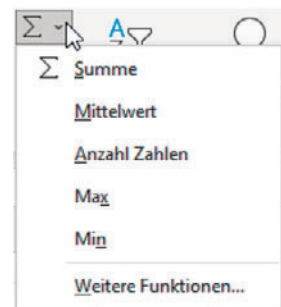 Σ
A
Σ Summe
Mittelwert
Anzahl Zahlen
Max
Min
Weitere Funktionen...